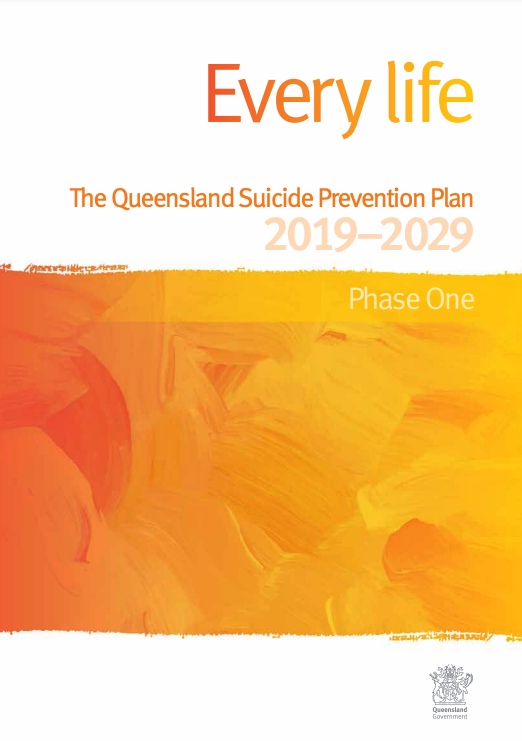 Every life
The Queensland Suicide Prevention Plan
2019–2029
Phase One
Queensland
Government